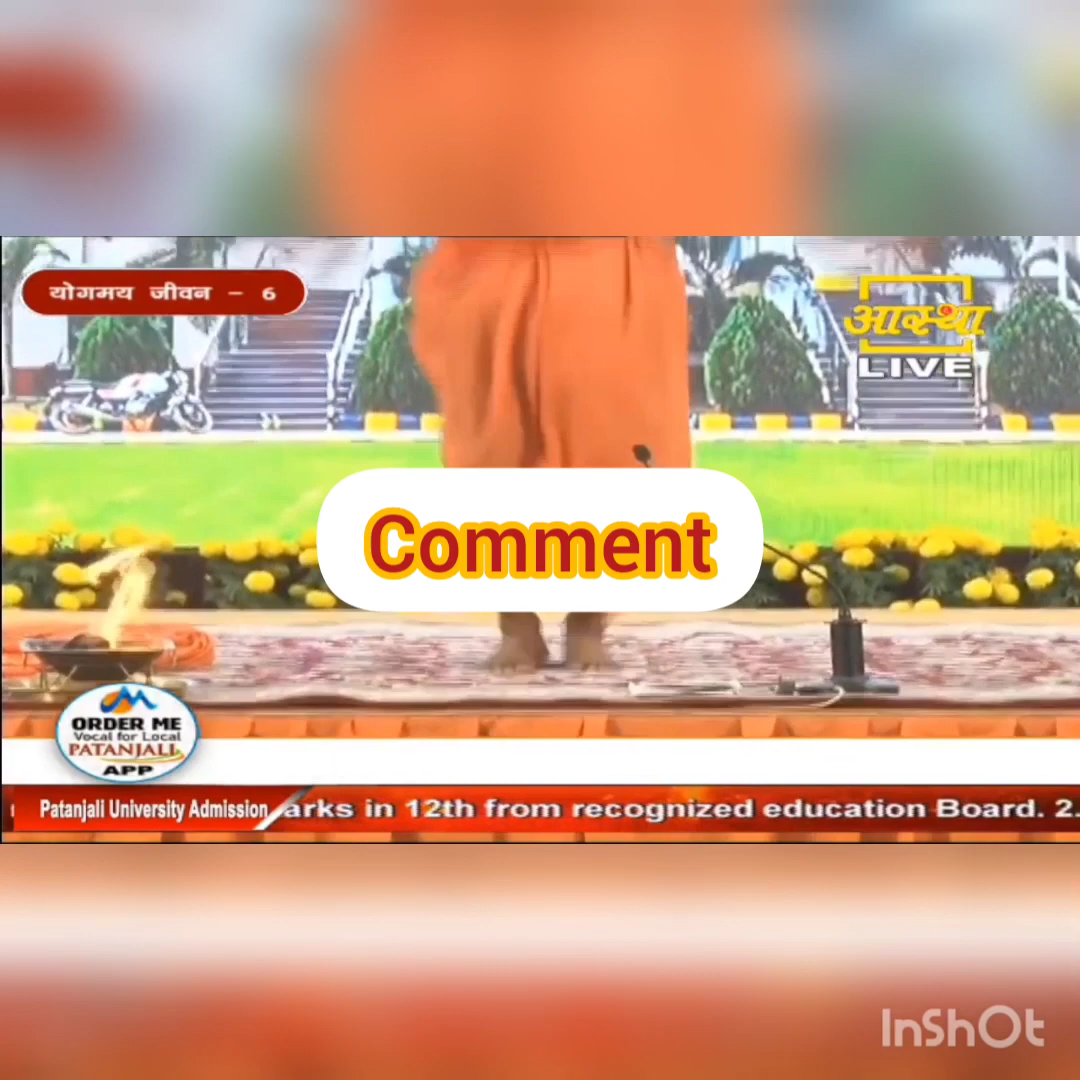 योगमय जीवन - 6
आस्था
LIVE
Comment
ORDER ME
Vocal for Local
PATANJALI
APP
Patanjali University Admission arks in 12th from recognized education Board. 2.
InShOt